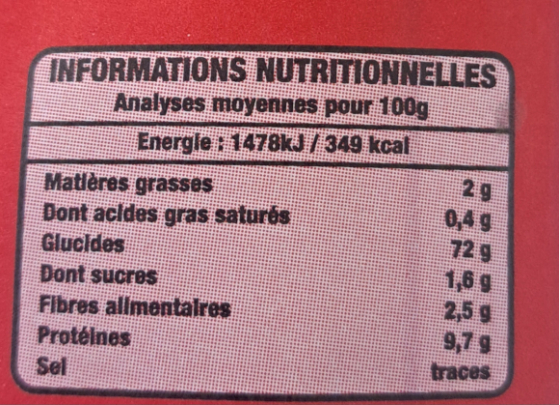 INFORMATIONS NUTRITIONNELLES
Analyses moyennes pour 100g
Energie : 1478kJ / 349 kcal
Matières grasses 2 g
Dont acides gras saturés 0,4 g
Glucides 72 g
Dont sucres 1,6 g
Fibres alimentaires 2,5 g
Protéines 9,7 g
Sel traces